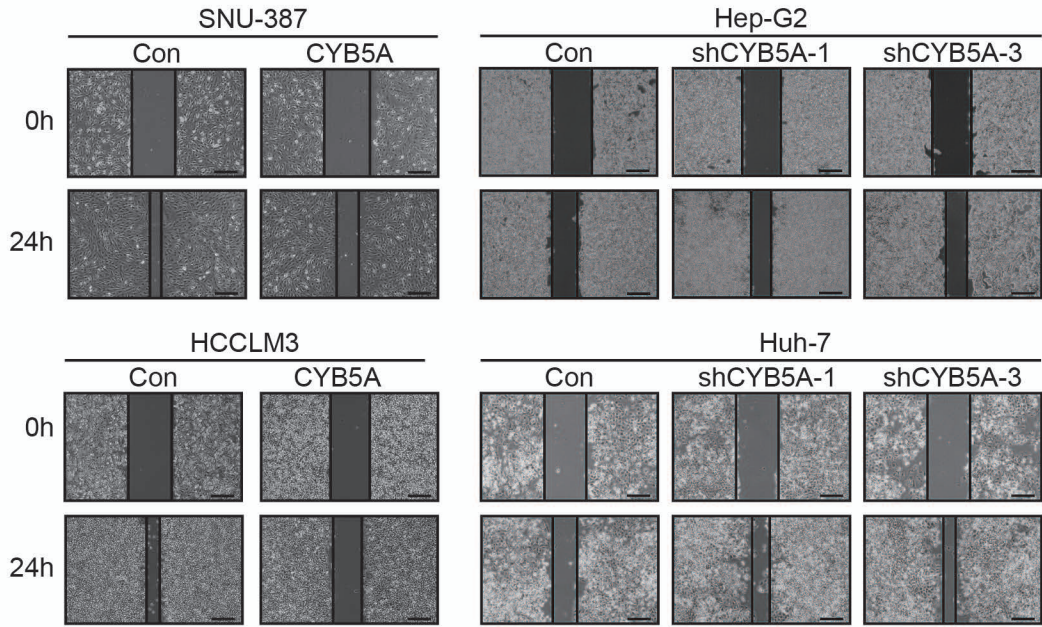 SNU-387 Hep-G2
Con CYB5A Con shCYB5A-1 shCYB5A-3
0h
24h
HCCLM3 Huh-7
Con CYB5A Con shCYB5A-1 shCYB5A-3
0h
24h